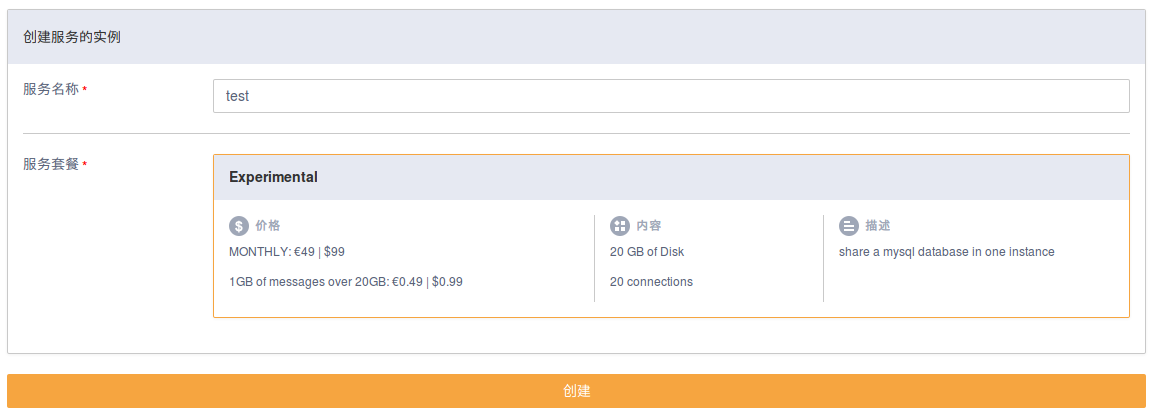 创建服务的实例
服务名称 *
test
服务套餐 *
Experimental
$ 价格
MONTHLY: €49 | $99
1GB of messages over 20GB: €0.49 | $0.99
内容
20 GB of Disk
20 connections
描述
share a mysql database in one instance
创建